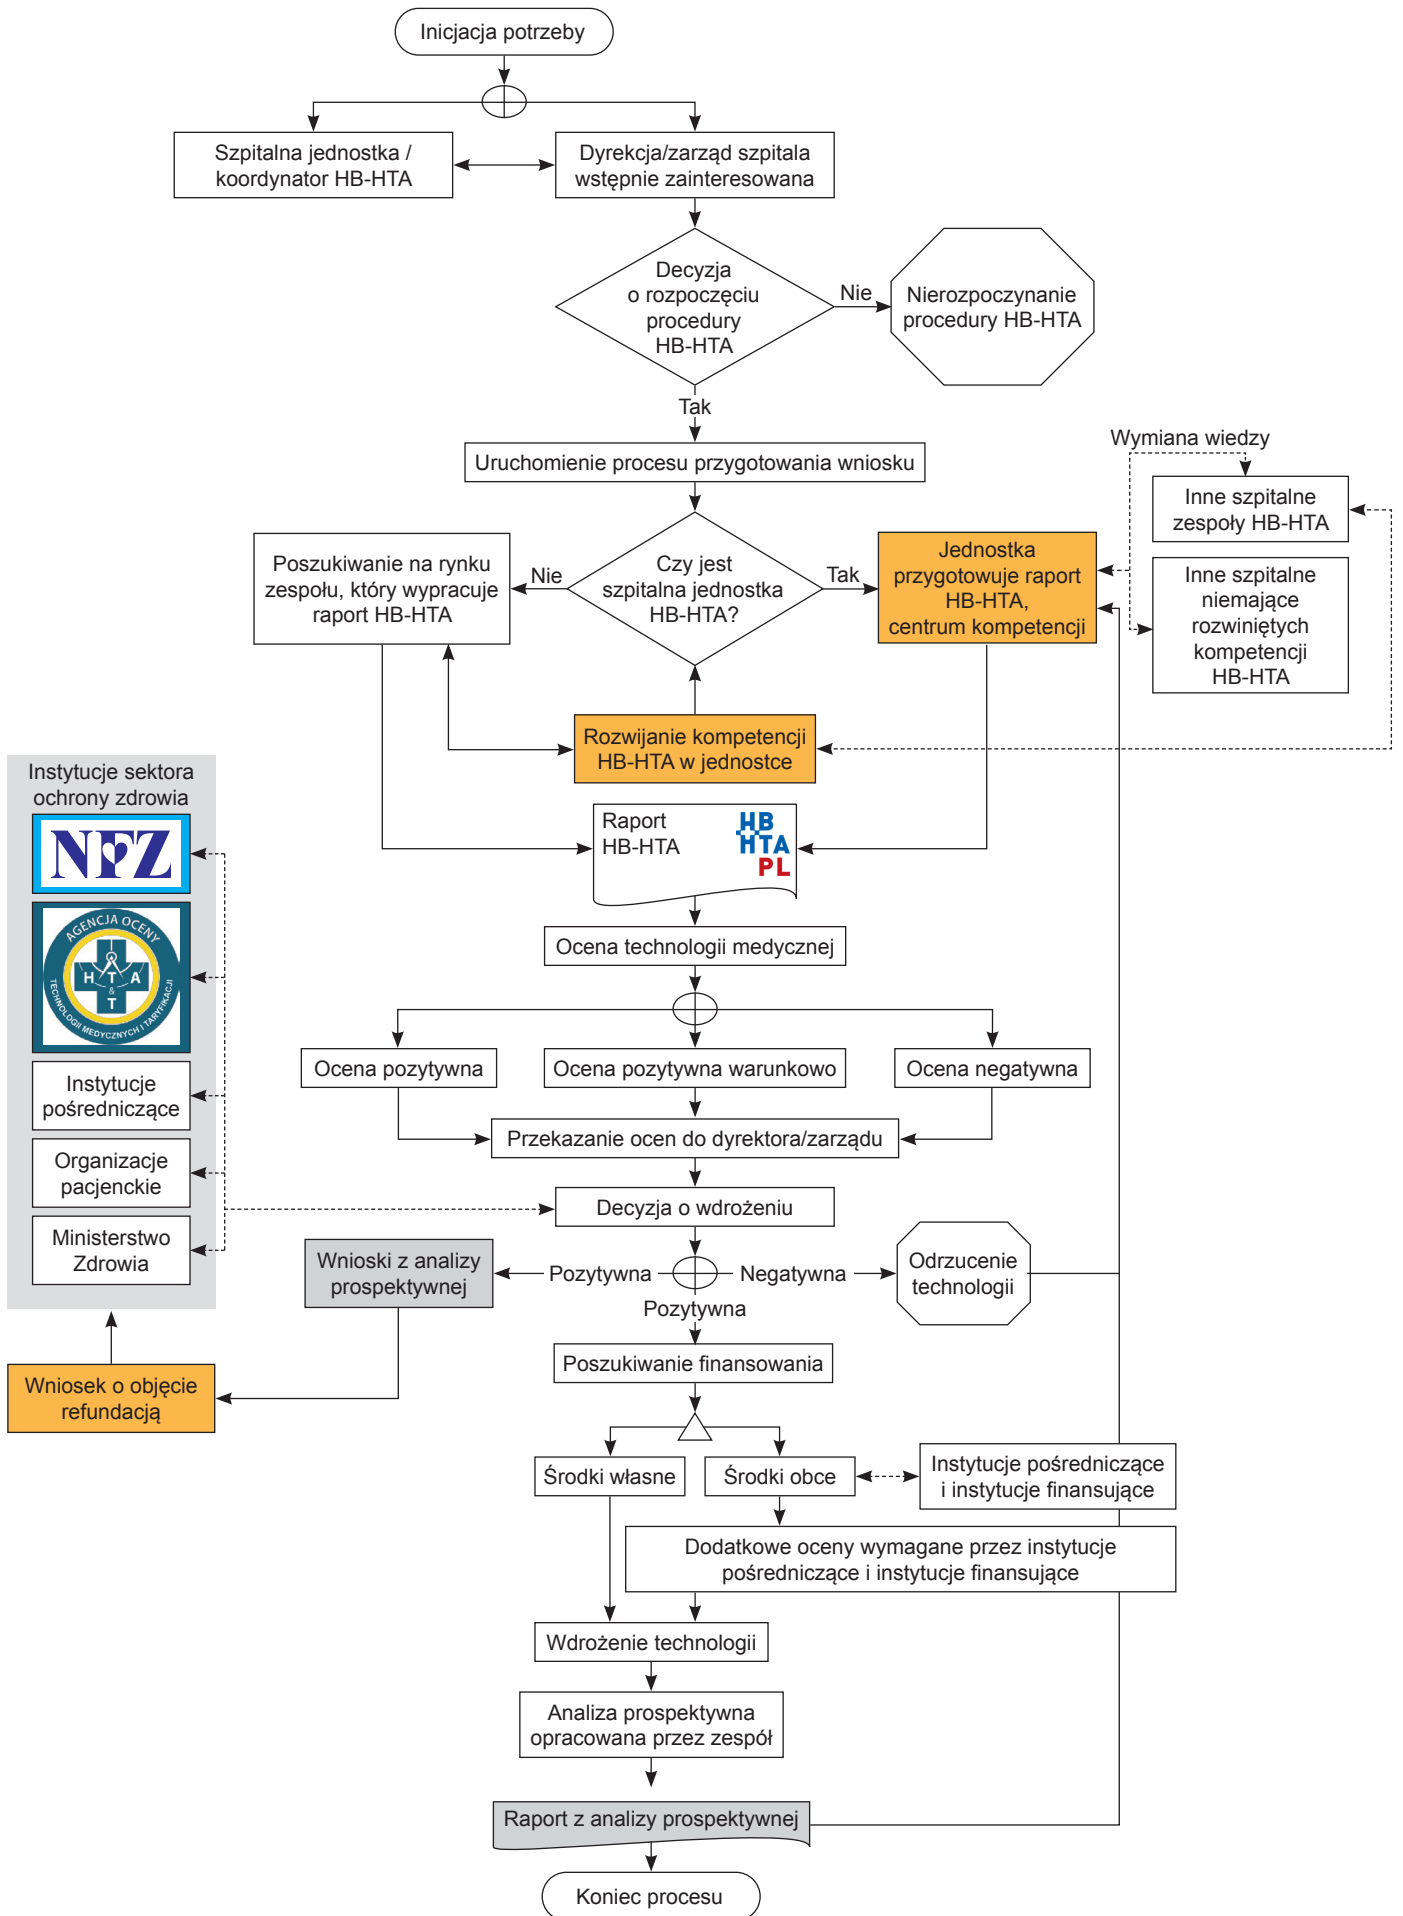 Inicjacja potrzeby
Szpitalna jednostka /
koordynator HB-HTA
Dyrekcja/zarząd szpitala
wstępnie zainteresowana
Decyzja
o rozpoczęciu
procedury
HB-HTA
Nie
Nierozpoczynanie
procedury HB-HTA
Tak
Uruchomienie procesu przygotowania wniosku
Wymiana wiedzy
Inne szpitalne
zespoły HB-HTA
Poszukiwanie na rynku
zespołu, który wypracuje
raport HB-HTA
Nie
Czy jest
szpitalna jednostka
HB-HTA?
Tak
Jednostka
przygotowuje raport
HB-HTA,
centrum kompetencji
Inne szpitalne
niemające
rozwiniętych
kompetencji
HB-HTA
Rozwijanie kompetencji
HB-HTA w jednostce
Instytucje sektora
ochrony zdrowia
NFZ
AGENCJA OCENY
TECHNOLOGII MEDYCZNYCH I TARYFIKACJI
H T A
&
T
Instytucje
pośredniczące
Organizacje
pacjenckie
Ministerstwo
Zdrowia
Raport
HB-HTA
HB
HTA
PL
Ocena technologii medycznej
Ocena pozytywna
Ocena pozytywna warunkowo
Ocena negatywna
Przekazanie ocen do dyrektora/zarządu
Decyzja o wdrożeniu
Wnioski z analizy
prospektywnej
Pozytywna
Negatywna
Odrzucenie
technologii
Pozytywna
Poszukiwanie finansowania
Wniosek o objęcie
refundacją
Środki własne
Środki obce
Instytucje pośredniczące
i instytucje finansujące
Dodatkowe oceny wymagane przez instytucje
pośredniczące i instytucje finansujące
Wdrożenie technologii
Analiza prospektywna
opracowana przez zespół
Raport z analizy prospektywnej
Koniec procesu